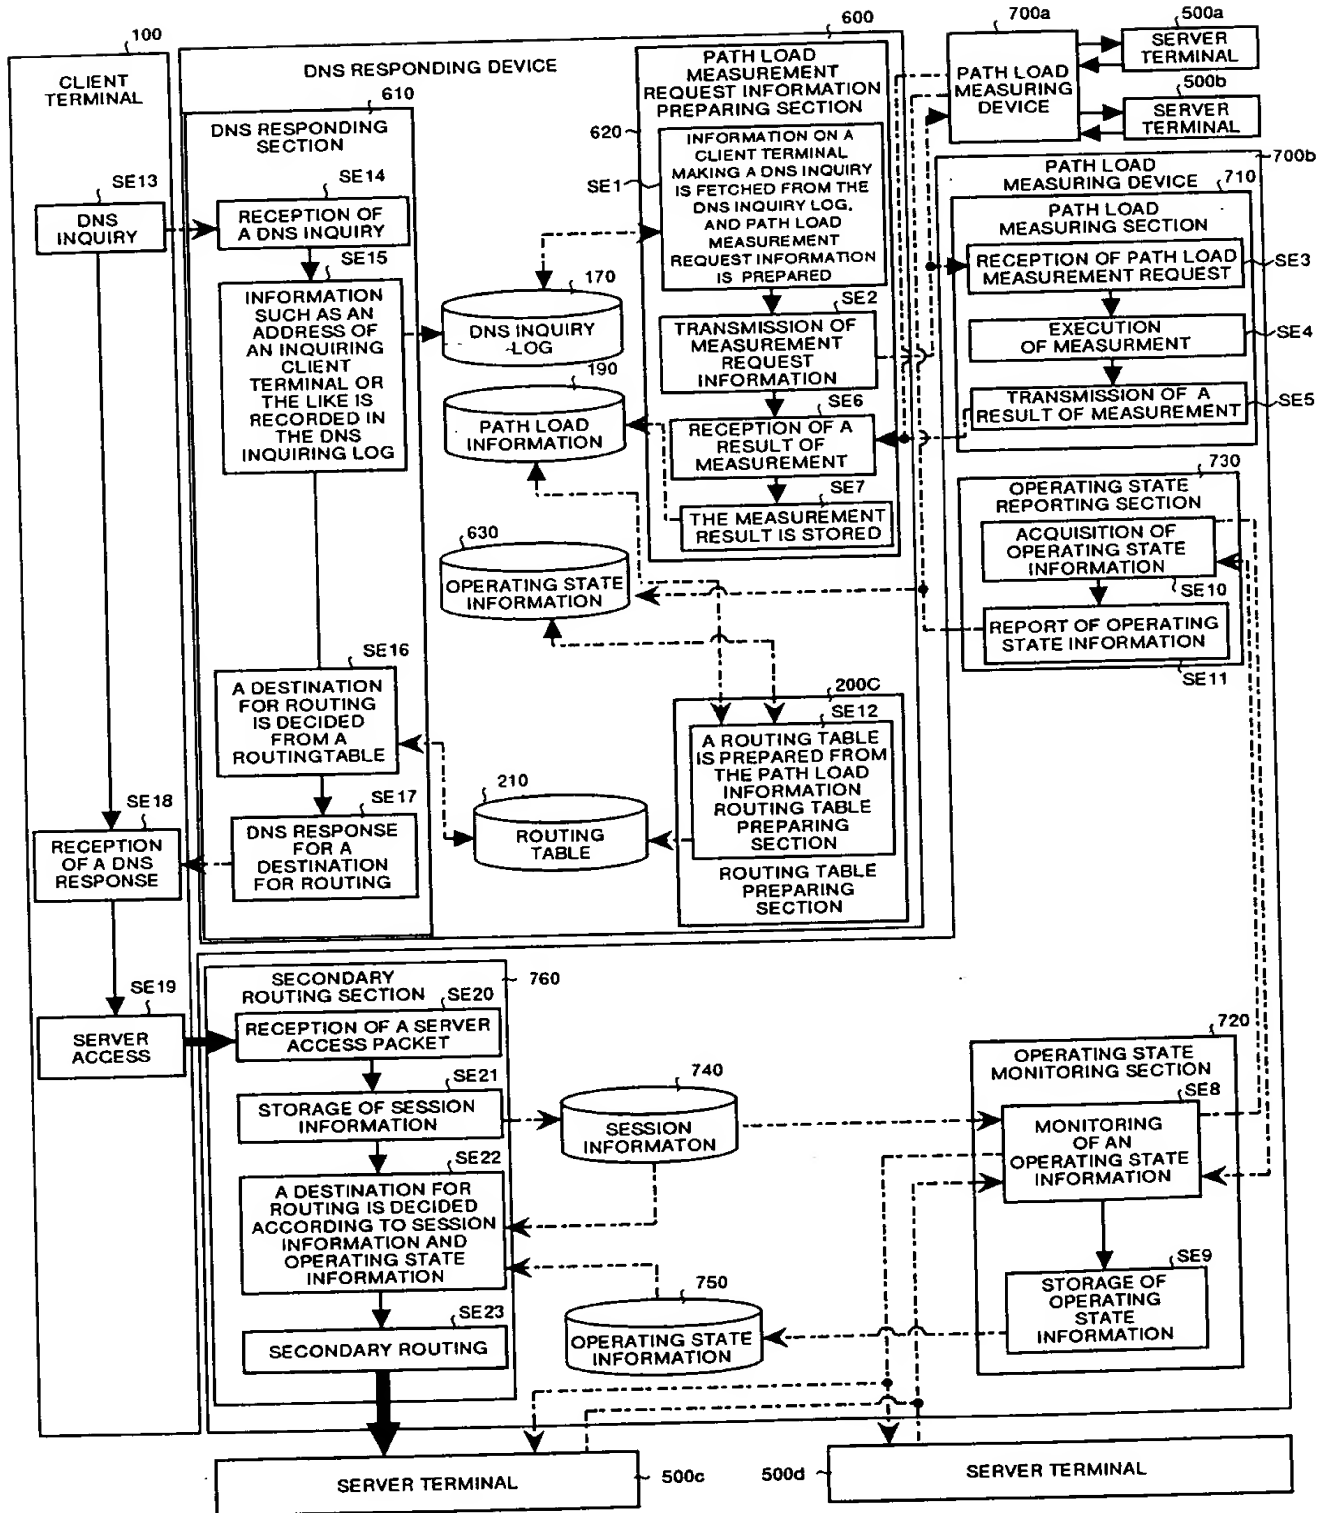 100
CLIENT
TERMINAL
SE13
DNS
INQUIRY
SE18
RECEPTION
OF A DNS
RESPONSE
SE19
SERVER
ACCESS
600
DNS RESPONDING DEVICE
610
DNS RESPONDING
SECTION
SE14
RECEPTION OF
A DNS INQUIRY
SE15
INFORMATION
SUCH AS AN
ADDRESS OF
AN INQUIRING
CLIENT
TERMINAL OR
THE LIKE IS
RECORDED IN
THE DNS
INQUIRING LOG
SE16
A DESTINATION
FOR ROUTING
IS DECIDED
FROM A
ROUTINGTABLE
SE17
DNS RESPONSE
FOR A
DESTINATION
FOR ROUTING
170
DNS INQUIRY
LOG
190
PATH LOAD
INFORMATION
630
OPERATING STATE
INFORMATION
210
ROUTING
TABLE
PATH LOAD
MEASUREMENT
REQUEST INFORMATION
PREPARING SECTION
620
SE1
INFORMATION ON A
CLIENT TERMINAL
MAKING A DNS INQUIRY
IS FETCHED FROM THE
DNS INQUIRY LOG,
AND PATH LOAD
MEASUREMENT
REQUEST INFORMATION
IS PREPARED
SE2
TRANSMISSION OF
MEASUREMENT
REQUEST
INFORMATION
SE6
RECEPTION OF A
RESULT OF
MEASUREMENT
SE7
THE MEASUREMENT
RESULT IS STORED
200C
SE12
A ROUTING TABLE
IS PREPARED FROM
THE PATH LOAD
INFORMATION
ROUTING TABLE
PREPARING
SECTION
ROUTING TABLE
PREPARING
SECTION
700a
PATH LOAD
MEASURING
DEVICE
500a
SERVER
TERMINAL
500b
SERVER
TERMINAL
700b
PATH LOAD
MEASURING DEVICE
710
PATH LOAD
MEASURING SECTION
RECEPTION OF PATH LOAD
MEASUREMENT REQUEST
SE3
EXECUTION
OF MEASURMENT
SE4
TRANSMISSION OF A
RESULT OF MEASUREMENT
SE5
730
OPERATING STATE
REPORTING SECTION
ACQUISITION OF
OPERATING STATE
INFORMATION
SE10
REPORT OF OPERATING
STATE INFORMATION
SE11
SECONDARY
ROUTING SECTION
760
SE20
RECEPTION OF A SERVER
ACCESS PACKET
SE21
STORAGE OF SESSION
INFORMATION
SE22
A DESTINATION FOR
ROUTING IS DECIDED
ACCORDING TO SESSION
INFORMATION AND
OPERATING STATE
INFORMATION
SE23
SECONDARY ROUTING
740
SESSION
INFORMATON
750
OPERATING STATE
INFORMATION
720
OPERATING STATE
MONITORING SECTION
SE8
MONITORING
OF AN
OPERATING STATE
INFORMATION
SE9
STORAGE OF
OPERATING
STATE
INFORMATION
SERVER TERMINAL
500c
500d
SERVER TERMINAL